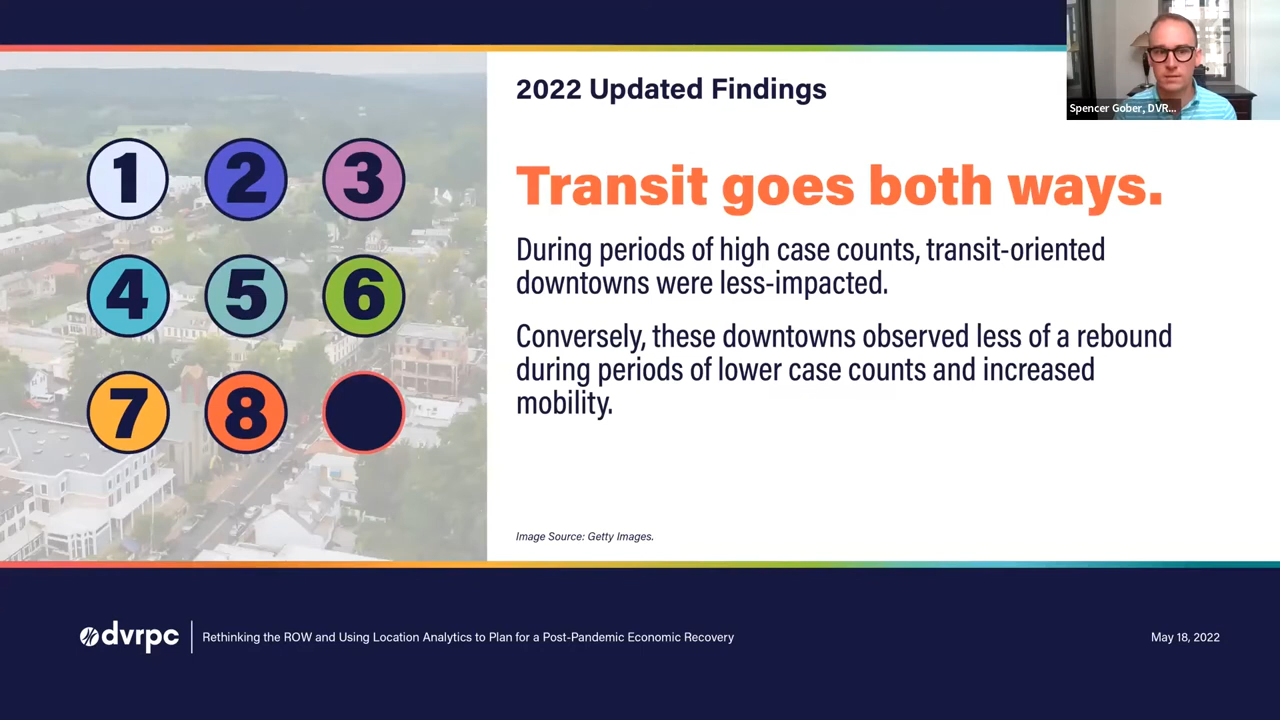 2022 Updated Findings
Spencer Gober, DVR...
1 2 3
4 5 6
7 8
Transit goes both ways.
During periods of high case counts, transit-oriented
downtowns were less-impacted.
Conversely, these downtowns observed less of a rebound
during periods of lower case counts and increased
mobility.
Image Source: Getty Images.
dvrpc
Rethinking the ROW and Using Location Analytics to Plan for a Post-Pandemic Economic Recovery
May 18, 2022